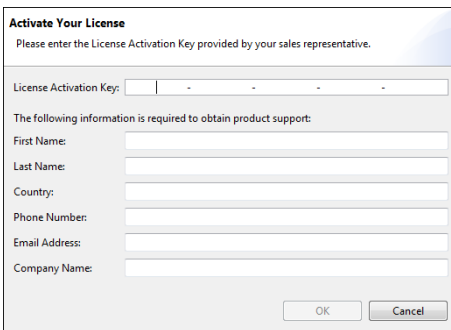 Activate Your License
Please enter the License Activation Key provided by your sales representative.
License Activation Key: - - - -
The following information is required to obtain product support:
First Name:
Last Name:
Country:
Phone Number:
Email Address:
Company Name:
OK Cancel